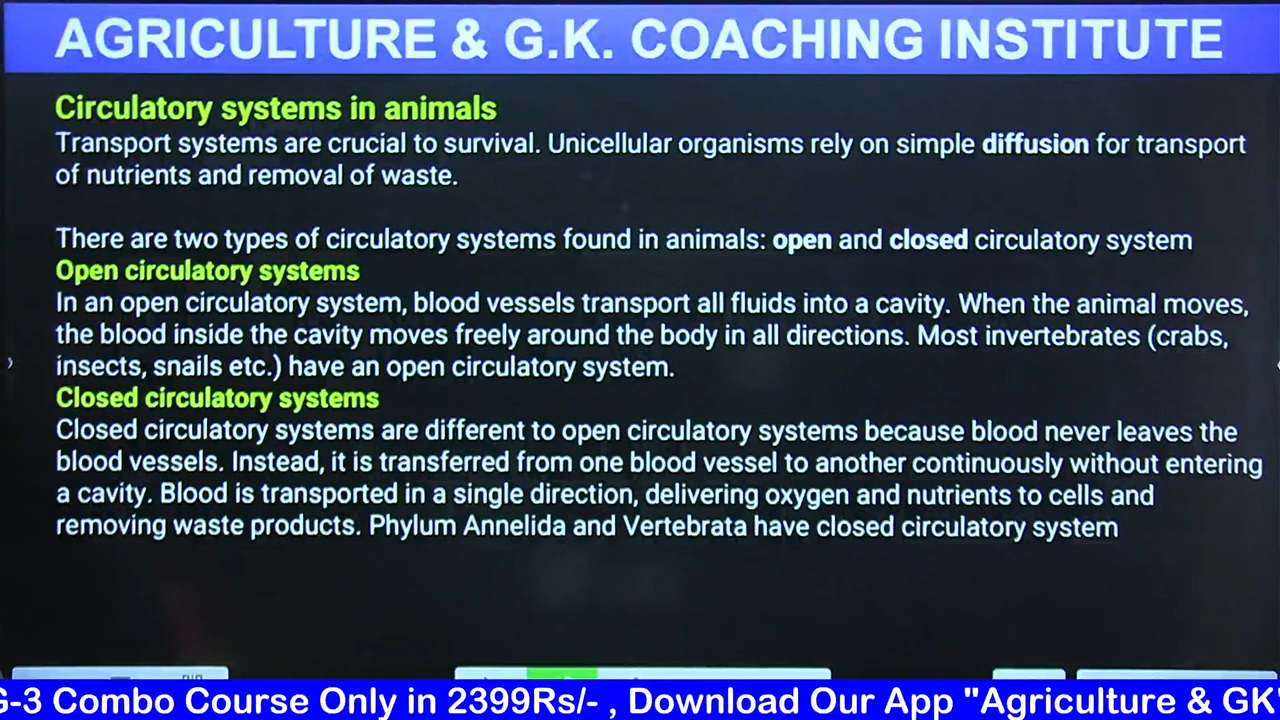 AGRICULTURE & G.K. COACHING INSTITUTE
Circulatory systems in animals
Transport systems are crucial to survival. Unicellular organisms rely on simple diffusion for transport
of nutrients and removal of waste.
There are two types of circulatory systems found in animals: open and closed circulatory system
Open circulatory systems
In an open circulatory system, blood vessels transport all fluids into a cavity. When the animal moves,
the blood inside the cavity moves freely around the body in all directions. Most invertebrates (crabs,
insects, snails etc.) have an open circulatory system.
Closed circulatory systems
Closed circulatory systems are different to open circulatory systems because blood never leaves the
blood vessels. Instead, it is transferred from one blood vessel to another continuously without entering
a cavity. Blood is transported in a single direction, delivering oxygen and nutrients to cells and
removing waste products. Phylum Annelida and Vertebrata have closed circulatory system
G-3 Combo Course Only in 2399Rs/- , Download Our App "Agriculture & GK"